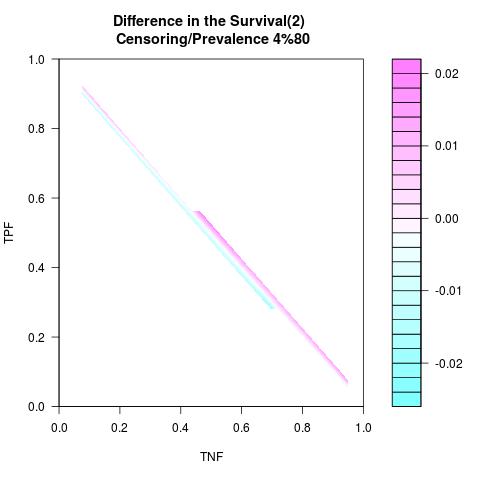 Difference in the Survival(2)
Censoring/Prevalence 4%80
1.0
0.8
0.6
0.4
0.2
0.0
TPF
0.0 0.2 0.4 0.6 0.8 1.0
TNF
0.02
0.01
0.00
-0.01
-0.02